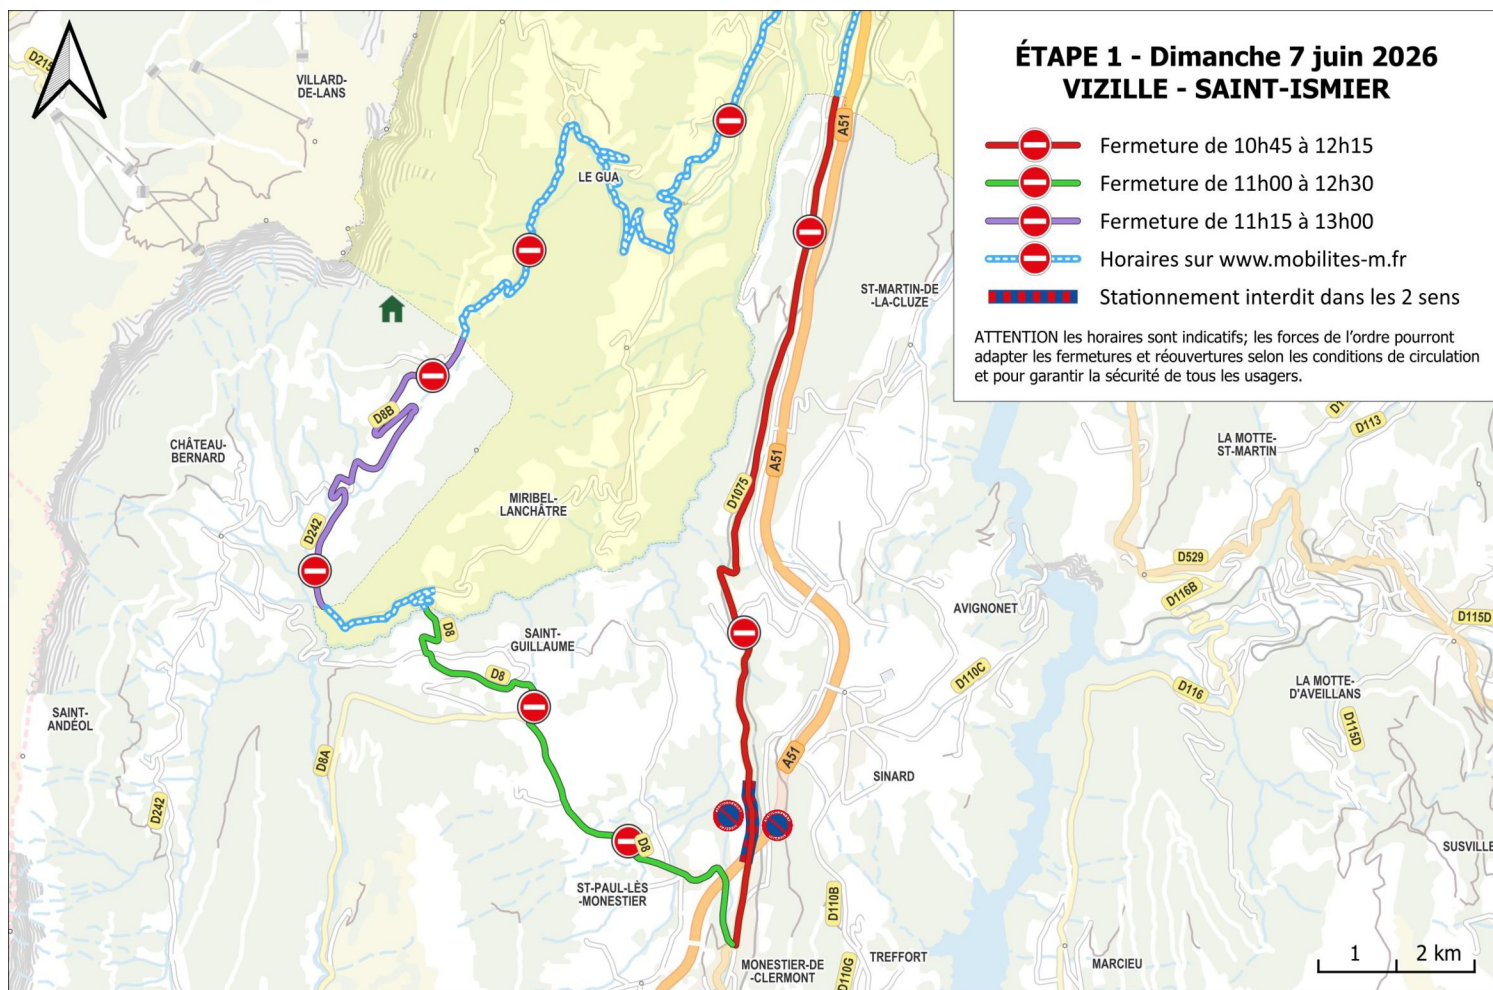 ÉTAPE 1 - Dimanche 7 juin 2026
VIZILLE - SAINT-ISMIER
Fermeture de 10h45 à 12h15
Fermeture de 11h00 à 12h30
Fermeture de 11h15 à 13h00
Horaires sur www.mobilites-m.fr
Stationnement interdit dans les 2 sens
ATTENTION les horaires sont indicatifs; les forces de l'ordre pourront
adapter les fermetures et réouvertures selon les conditions de circulation
et pour garantir la sécurité de tous les usagers.
D215
VILLARD-
DE-LANS
A51
LE GUA
ST-MARTIN-DE
-LA-CLUZE
D8B
D113
CHÂTEAU-
BERNARD
LA MOTTE-
ST-MARTIN
A51
D1075
MIRIBEL-
LANCHÂTRE
D242
D529
D116B
AVIGNONET
D115D
D8
SAINT-
GUILLAUME
D8
D110C
D116
LA MOTTE-
D'AVEILLANS
SAINT-
ANDÉOL
D115D
D8A
A51
SINARD
D242
D8
SUSVILLE
ST-PAUL-LÈS
-MONESTIER
D110B
MONESTIER-DE
-CLERMONT
TREFFORT
D110G
MARCIEU
1 2 km